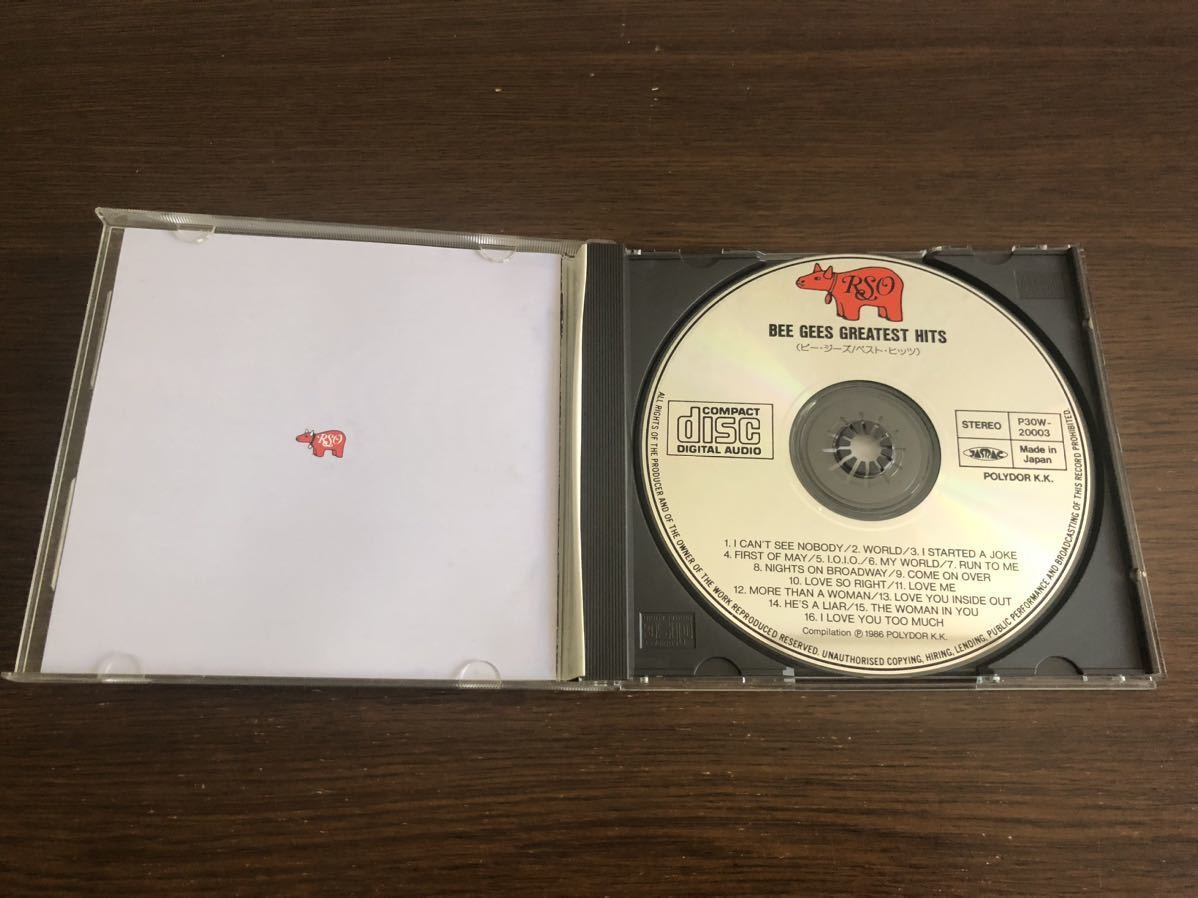 RSO
RSO
BEE GEES GREATEST HITS
(ビー・ジーズ/ベスト・ヒッツ)
COMPACT
disc
DIGITAL AUDIO
STEREO
P30W-
20003
JASRAC
Made in
Japan
POLYDOR K.K.
1. I CAN'T SEE NOBODY/2. WORLD/3. I STARTED A JOKE
4. FIRST OF MAY/5. I.O.I.O./6. MY WORLD/7. RUN TO ME
8. NIGHTS ON BROADWAY/9. COME ON OVER
10. LOVE SO RIGHT/11. LOVE ME
12. MORE THAN A WOMAN/13. LOVE YOU INSIDE OUT
14. HE'S A LIAR/15. THE WOMAN IN YOU
16. I LOVE YOU TOO MUCH
Compilation Ⓟ 1986 POLYDOR K.K.
ALL RIGHTS OF THE PRODUCER AND OF THE OWNER OF THE WORK REPRODUCED RESERVED. UNAUTHORISED COPYING, HIRING, LENDING, PUBLIC PERFORMANCE AND BROADCASTING OF THIS RECORD PROHIBITED.